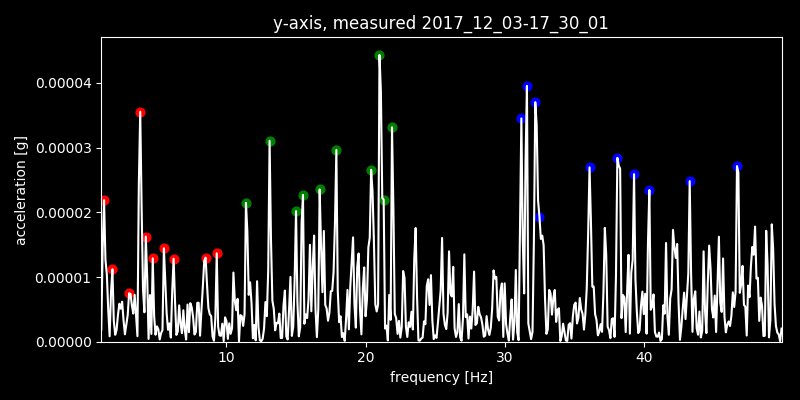 y-axis, measured 2017_12_03-17_30_01
0.00004
0.00003
0.00002
0.00001
0.00000
acceleration [g]
10 20 30 40
frequency [Hz]